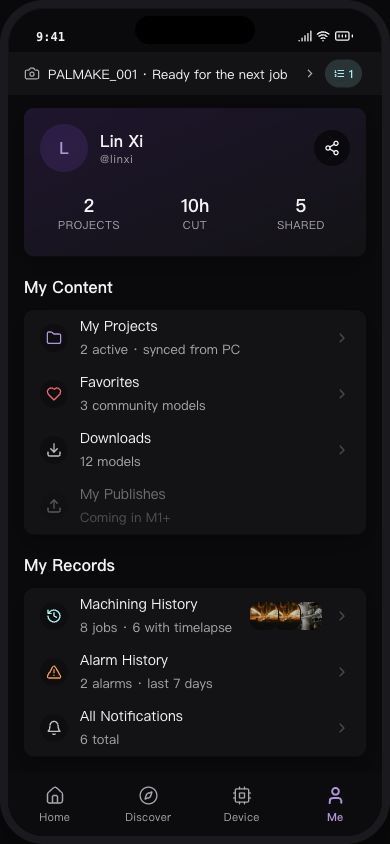 9:41
PALMAKE_001 · Ready for the next job
1
L
Lin Xi
@linxi
2
10h
5
PROJECTS
CUT
SHARED
My Content
My Projects
2 active · synced from PC
Favorites
3 community models
Downloads
12 models
My Publishes
Coming in M1+
My Records
Machining History
8 jobs · 6 with timelapse
Alarm History
2 alarms · last 7 days
All Notifications
6 total
Home
Discover
Device
Me